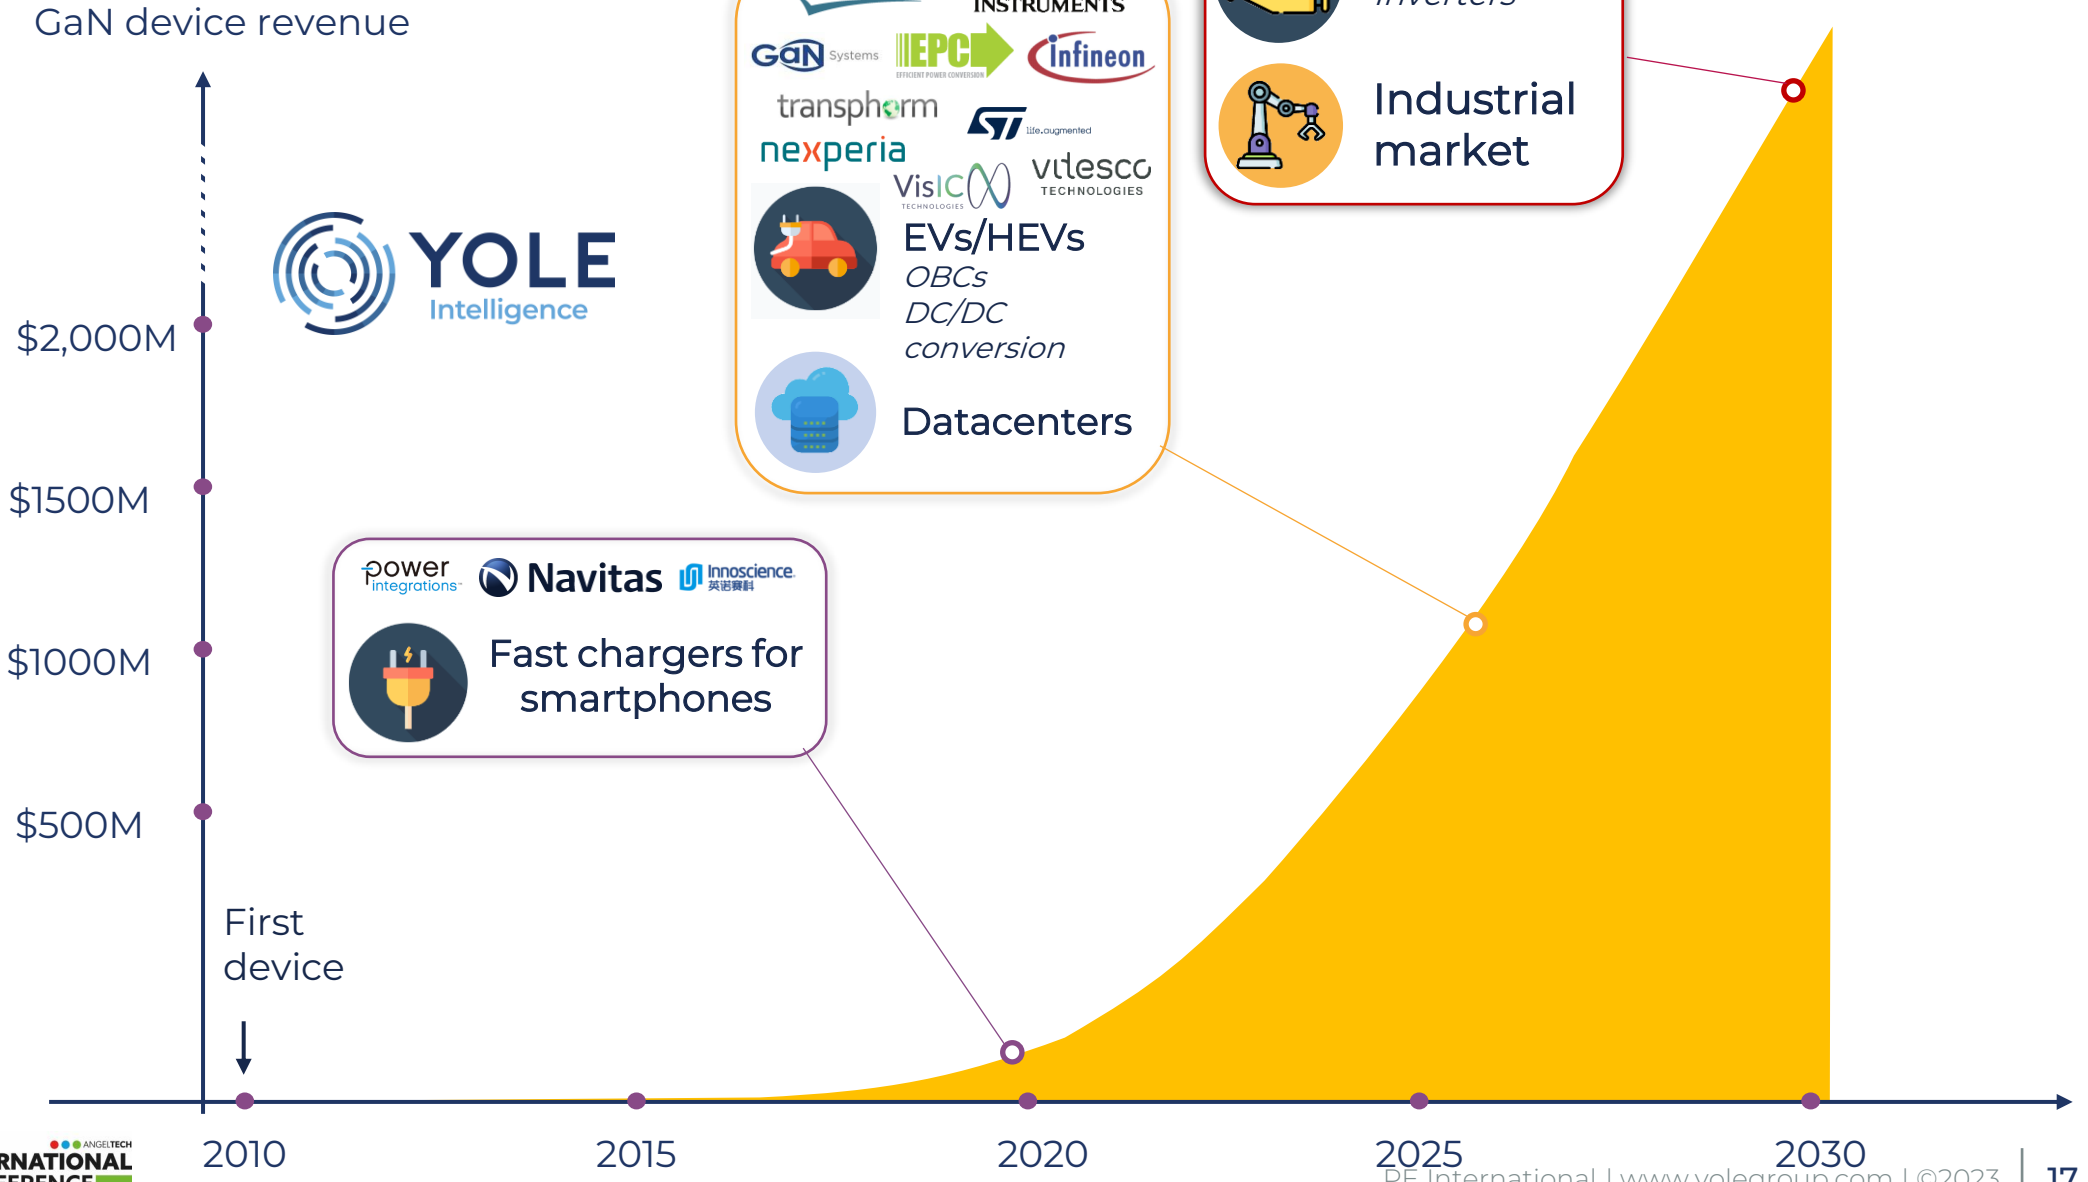 GaN device revenue
$2,000M
$1500M
$1000M
$500M
YOLE
Intelligence
INSTRUMENTS
GaN Systems
EPC
EFFICIENT POWER CONVERSION
infineon
transphorm
ST life.augmented
nexperia
VisIC
TECHNOLOGIES
vitesco
TECHNOLOGIES
EVs/HEVs
OBCs
DC/DC
conversion
Datacenters
inverters
Industrial
market
power
integrations™
Navitas
Innoscience
英诺赛科
Fast chargers for
smartphones
First
device
2010
2015
2020
2025
2030
ANGELTECH
RNATIONAL
PE International | www.yolegroup.com | ©2023
17